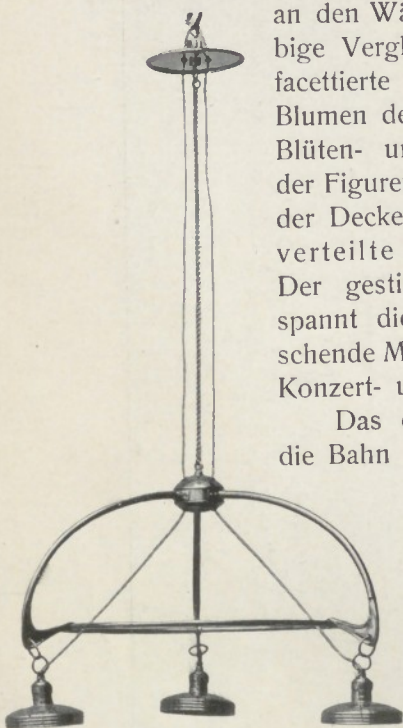 an den Wä
bige Vergl
facettierte
Blumen de
Blüten- un
der Figure
der Decke
verteilte
Der gesti
spannt die
schende M
Konzert- u
Das
die Bahn